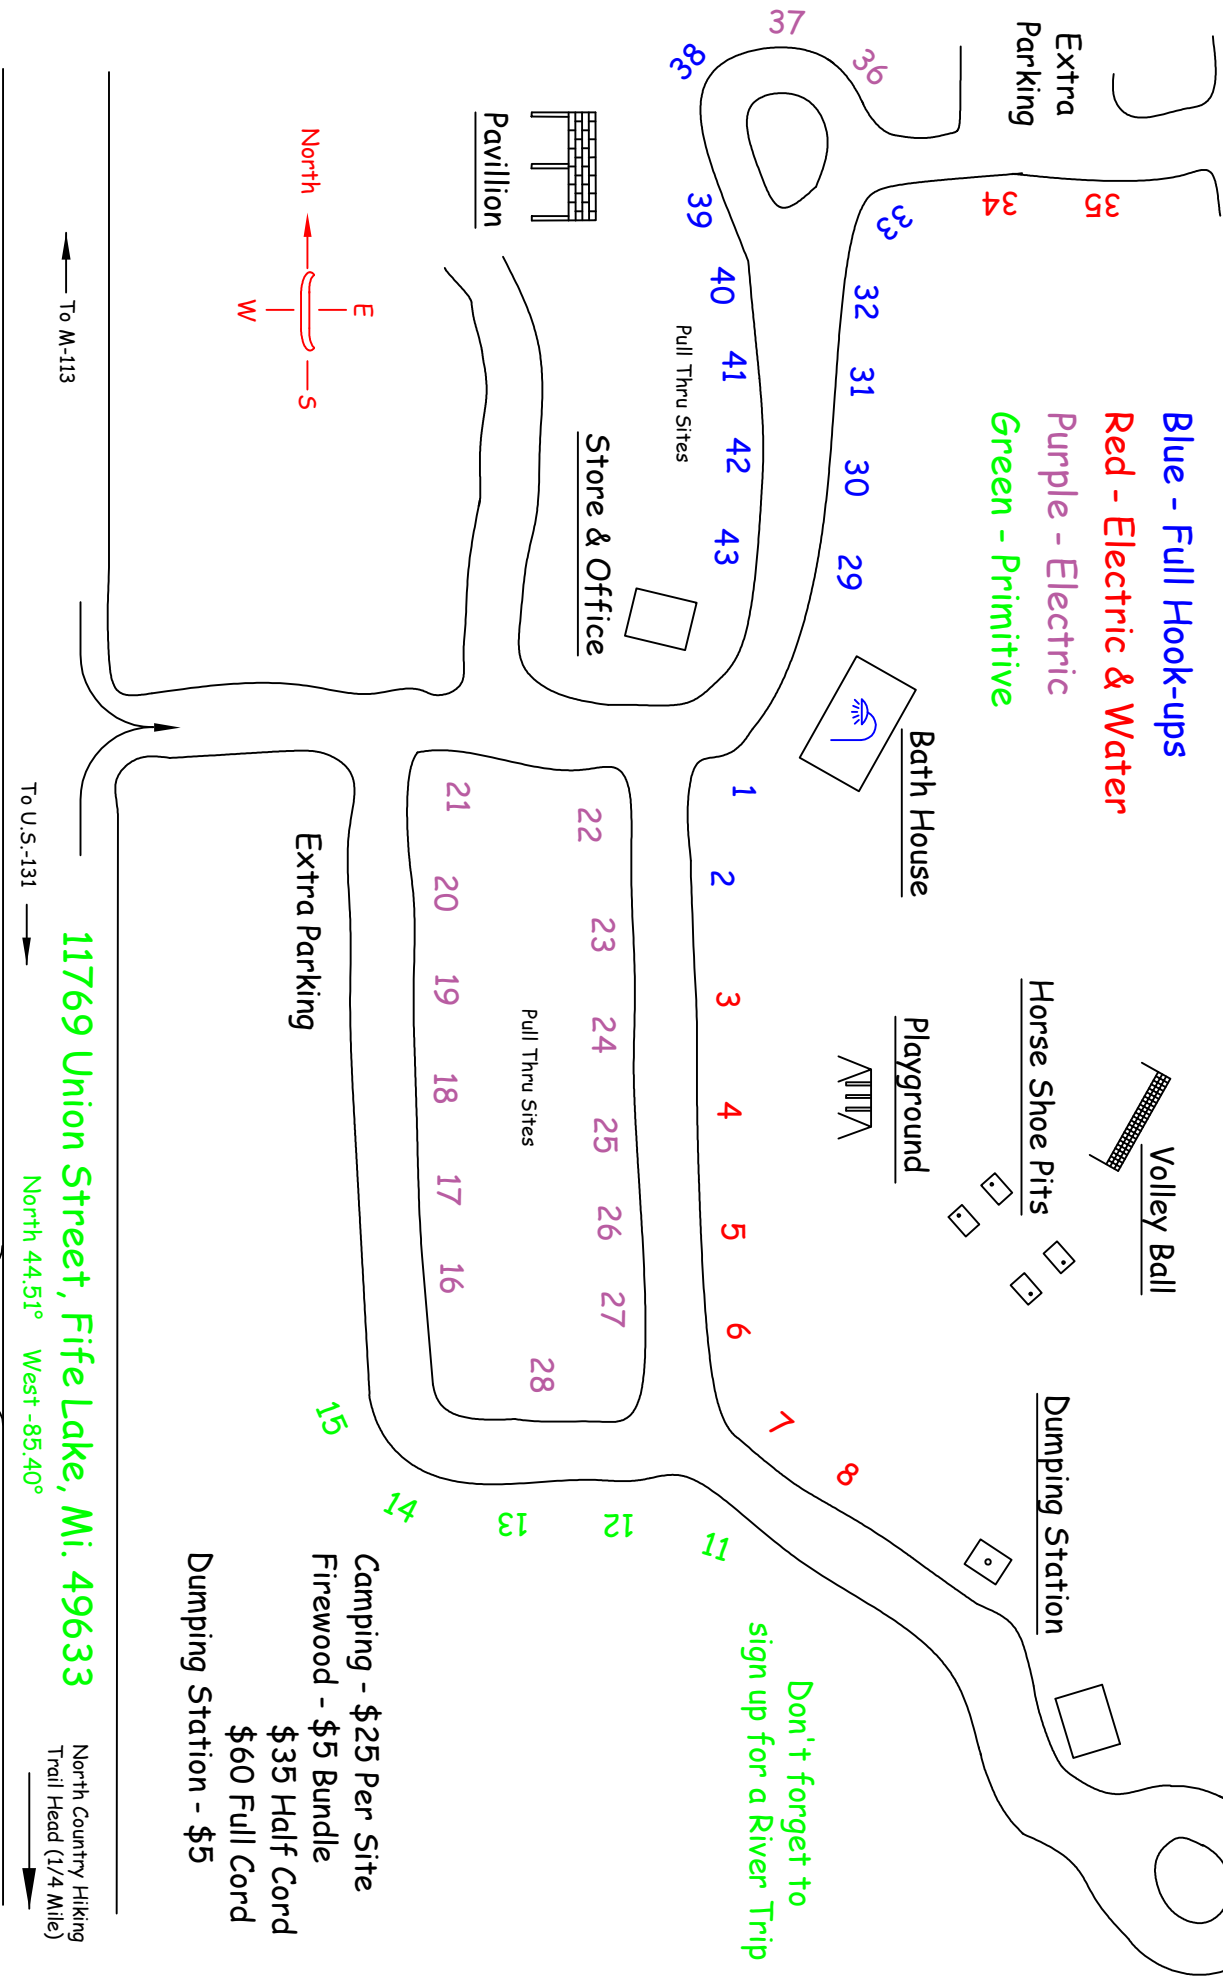 Blue - Full Hook-ups
Red - Electric & Water
Purple - Electric
Green - Primitive
Extra
Parking
Volley Ball
Horse Shoe Pits
Dumping Station
Bath House
Playground
35
34
33
32
31
30
29
36
37
38
39
40
41
42
43
Pull Thru Sites
Store & Office
Pavillion
1
2
3
4
5
6
7
8
11
12
13
14
15
22
23
24
25
26
27
28
Pull Thru Sites
21
20
19
18
17
16
Extra Parking
Don't forget to
sign up for a River Trip
Camping - $25 Per Site
Firewood - $5 Bundle
$35 Half Cord
$60 Full Cord
Dumping Station - $5
North
E
W
S
To M-113
To U.S.-131
11769 Union Street, Fife Lake, Mi. 49633
North 44.51° West -85.40°
North Country Hiking
Trail Head (1/4 Mile)